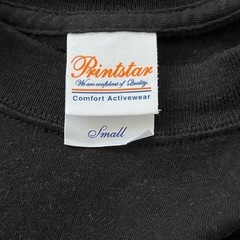 Printstar
We are confident of Quality.
Comfort Activewear
Small